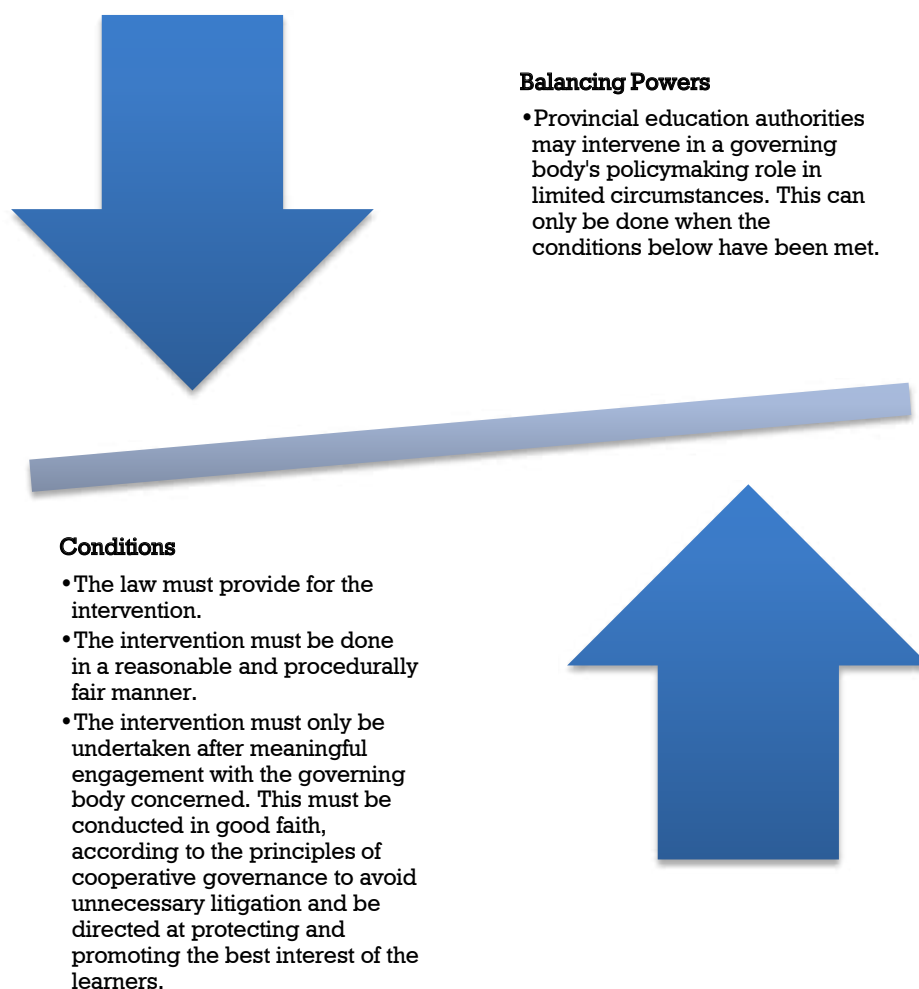 Balancing Powers
•Provincial education authorities
may intervene in a governing
body's policymaking role in
limited circumstances. This can
only be done when the
conditions below have been met.
Conditions
•The law must provide for the
intervention.
•The intervention must be done
in a reasonable and procedurally
fair manner.
•The intervention must only be
undertaken after meaningful
engagement with the governing
body concerned. This must be
conducted in good faith,
according to the principles of
cooperative governance to avoid
unnecessary litigation and be
directed at protecting and
promoting the best interest of the
learners.